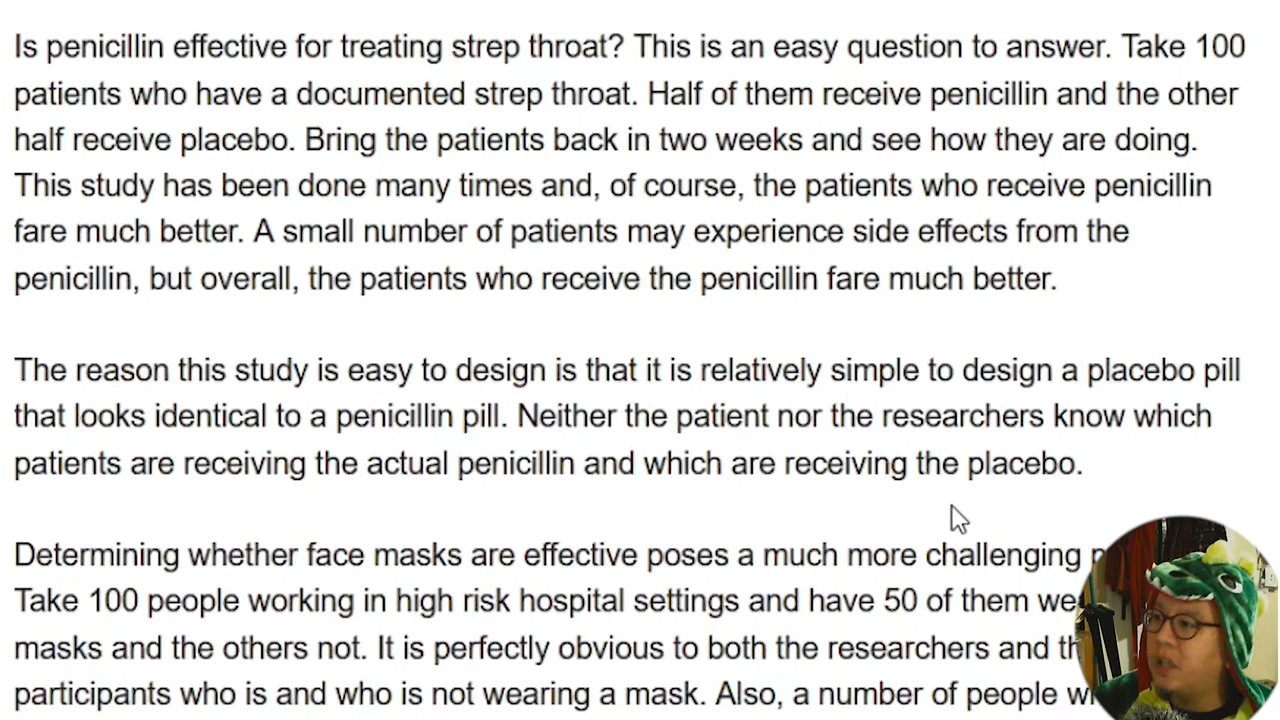 Is penicillin effective for treating strep throat? This is an easy question to answer. Take 100
patients who have a documented strep throat. Half of them receive penicillin and the other
half receive placebo. Bring the patients back in two weeks and see how they are doing.
This study has been done many times and, of course, the patients who receive penicillin
fare much better. A small number of patients may experience side effects from the
penicillin, but overall, the patients who receive the penicillin fare much better.
The reason this study is easy to design is that it is relatively simple to design a placebo pill
that looks identical to a penicillin pill. Neither the patient nor the researchers know which
patients are receiving the actual penicillin and which are receiving the placebo.
Determining whether face masks are effective poses a much more challenging
Take 100 people working in high risk hospital settings and have 50 of them
masks and the others not. It is perfectly obvious to both the researchers and
participants who is and who is not wearing a mask. Also, a number of people